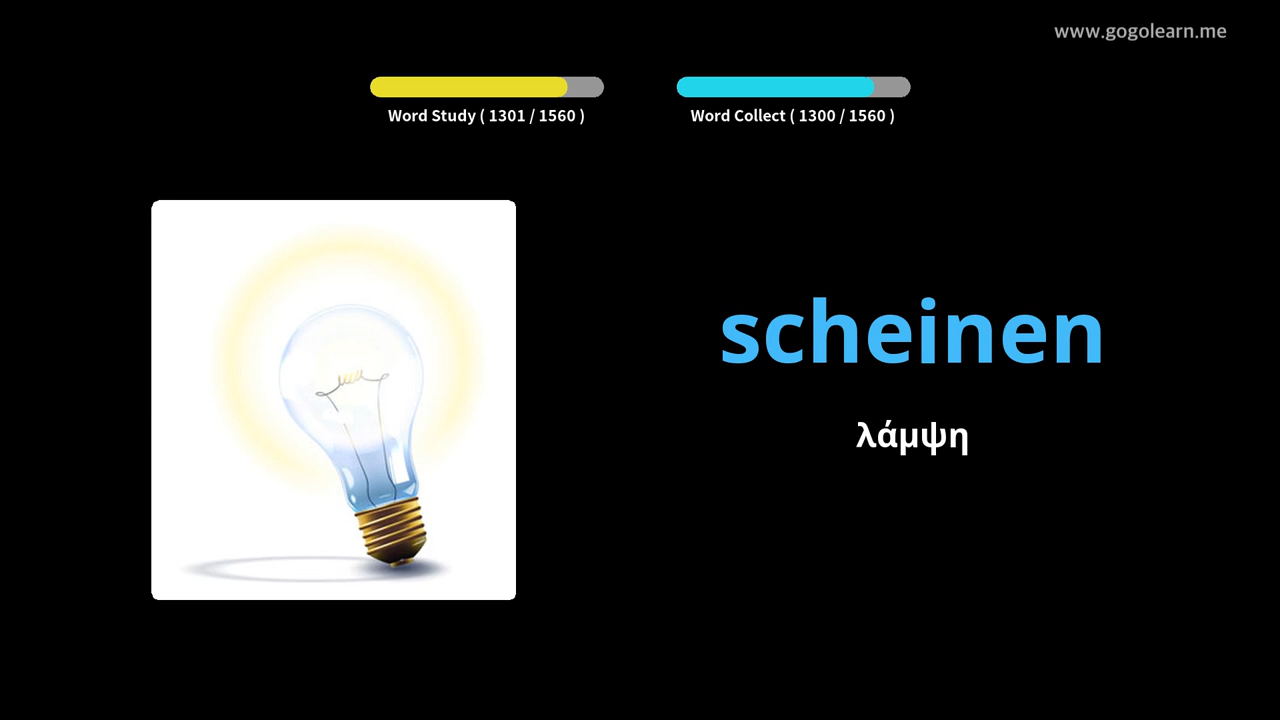 www.gogolearn.me
Word Study ( 1301 / 1560 )
Word Collect ( 1300 / 1560 )
scheinen
λάμψη